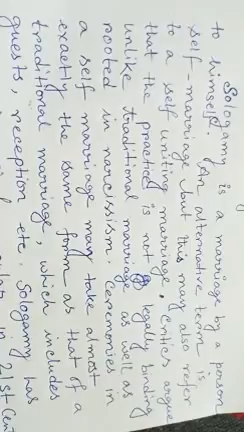 Sologamy is a marriage by a person
to himself. An alternative term is
self-marriage, but this may also refer
to a self uniting marriage. Critics argue
that the practice is not legally binding
unlike traditional marriage as well as
rooted in narcissism. Ceremonies in
a self marriage may take almost
exactly the same form as that of a
traditional marriage, which includes
guests, reception etc. Sologamy has
in 21st Cent